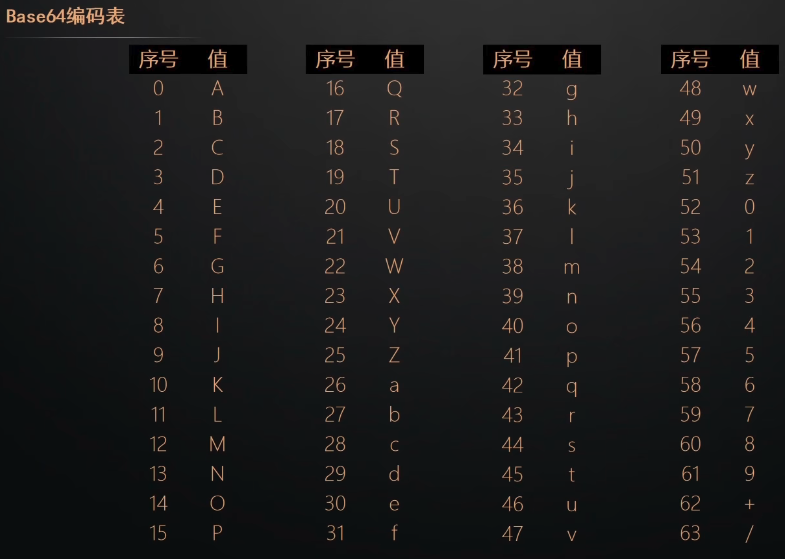 Base64编码表
序号 值 序号 值 序号 值 序号 值
0 A 16 Q 32 g 48 w
1 B 17 R 33 h 49 x
2 C 18 S 34 i 50 y
3 D 19 T 35 j 51 z
4 E 20 U 36 k 52 0
5 F 21 V 37 l 53 1
6 G 22 W 38 m 54 2
7 H 23 X 39 n 55 3
8 I 24 Y 40 o 56 4
9 J 25 Z 41 p 57 5
10 K 26 a 42 q 58 6
11 L 27 b 43 r 59 7
12 M 28 c 44 s 60 8
13 N 29 d 45 t 61 9
14 O 30 e 46 u 62 +
15 P 31 f 47 v 63 /